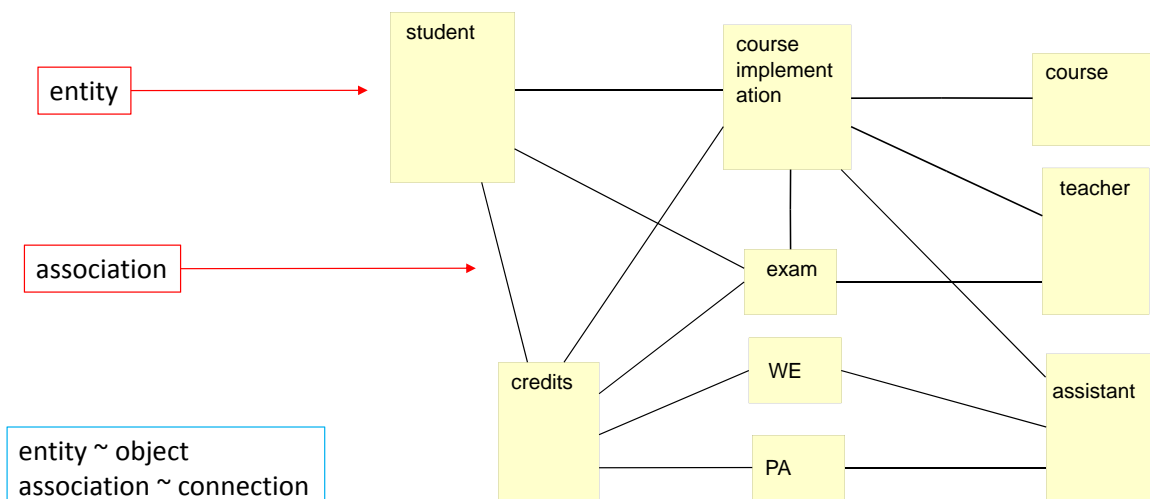 student
course
implement
ation
course
entity
teacher
association
exam
credits
WE
assistant
entity ~ object
association ~ connection
PA